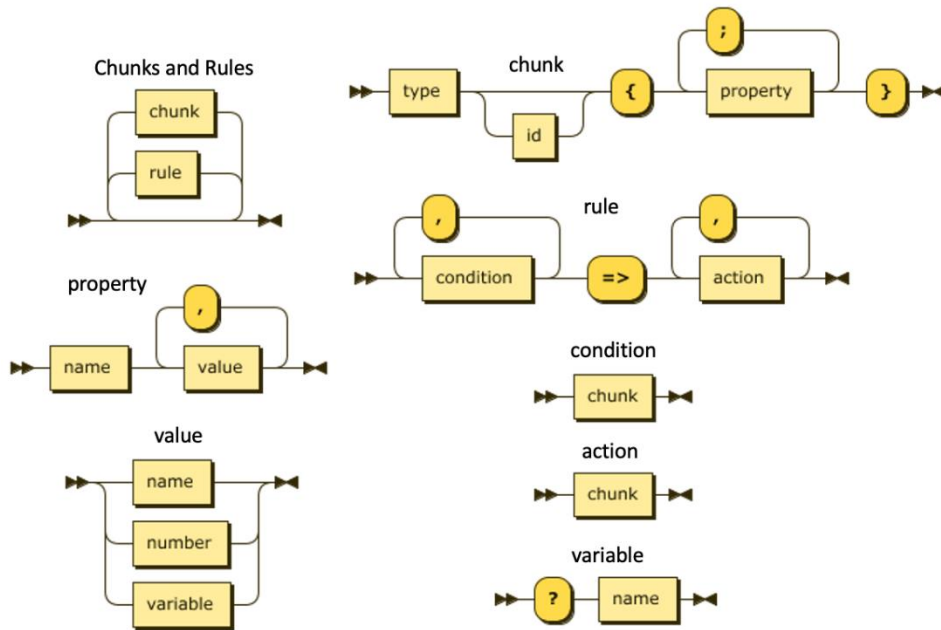 Chunks and Rules
chunk
rule
chunk
type
id
{
;
property
}
rule
,
condition
=>
,
action
property
name
,
value
value
name
number
variable
condition
chunk
action
chunk
variable
?
name